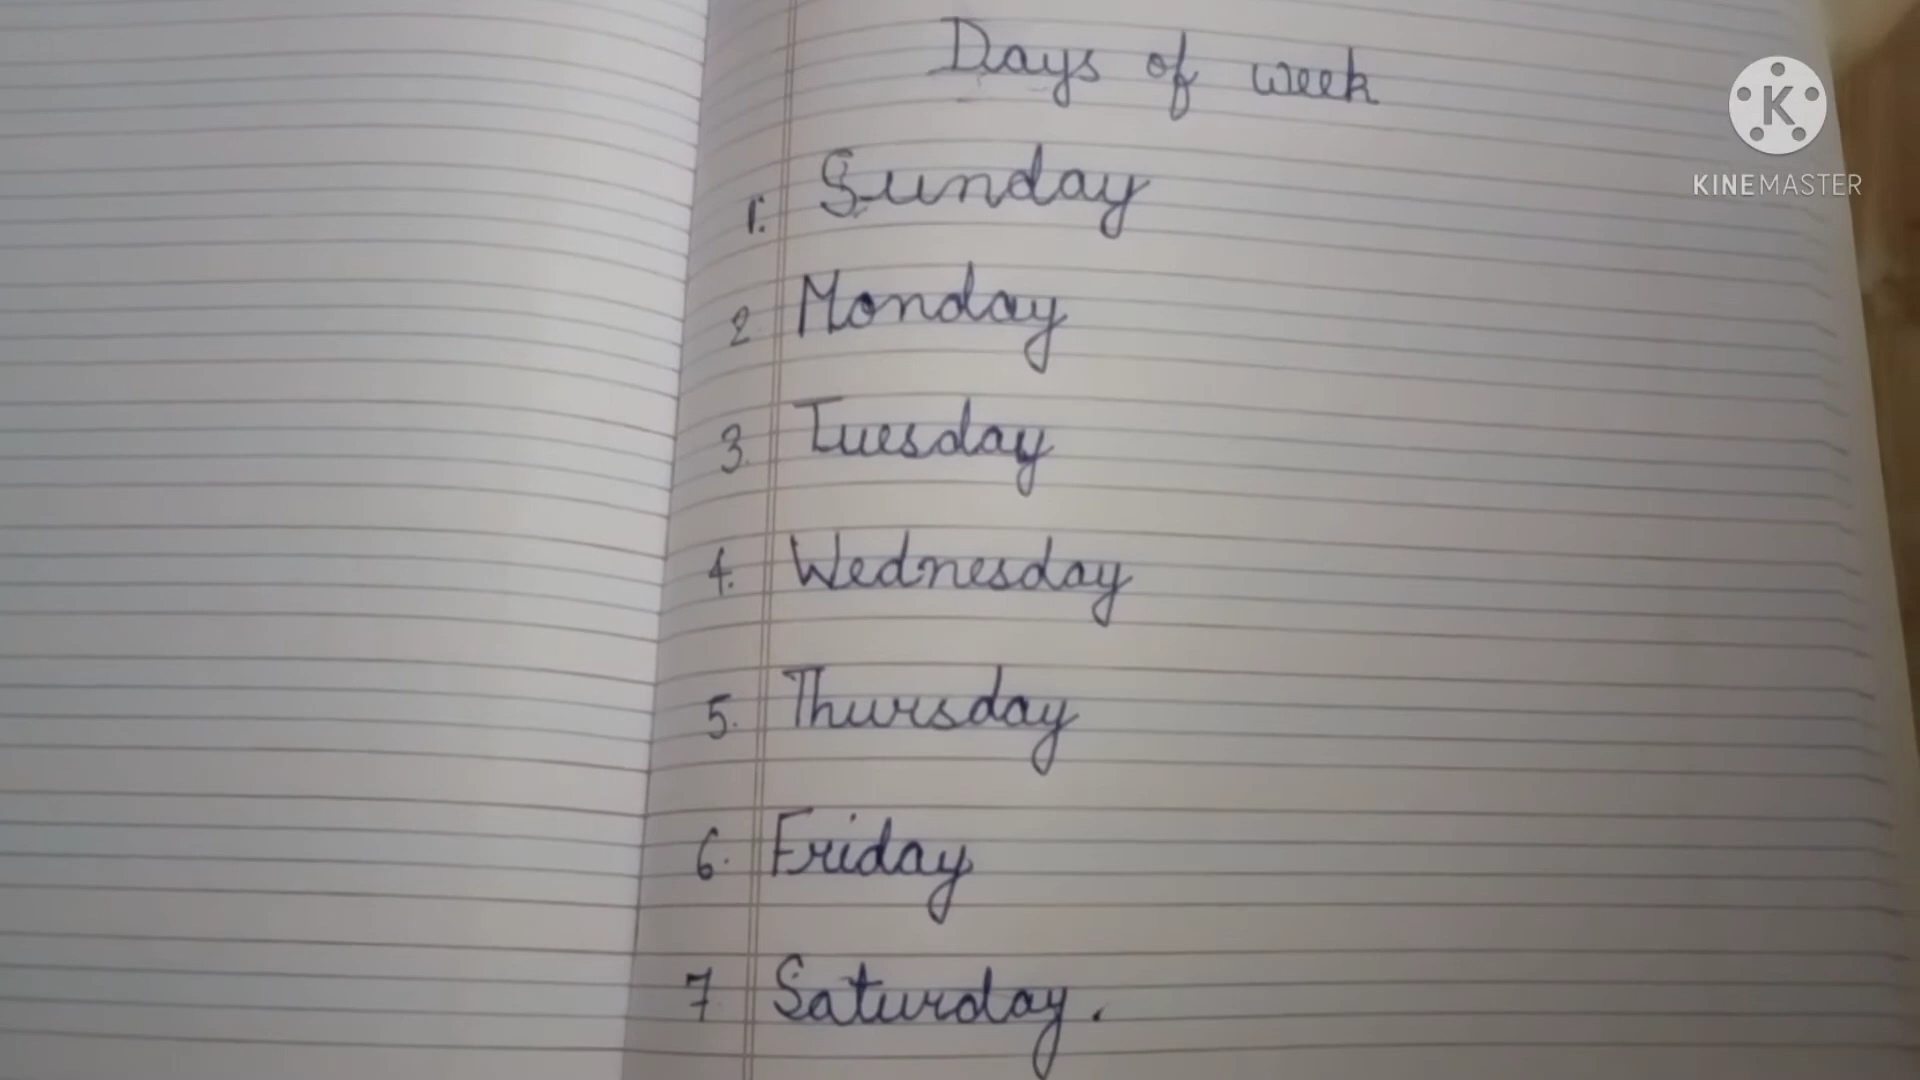 Days of week
1. Sunday
2 Monday
3. Tuesday
4. Wednesday
5. Thursday
6. Friday
7 Saturday.
KINEMASTER